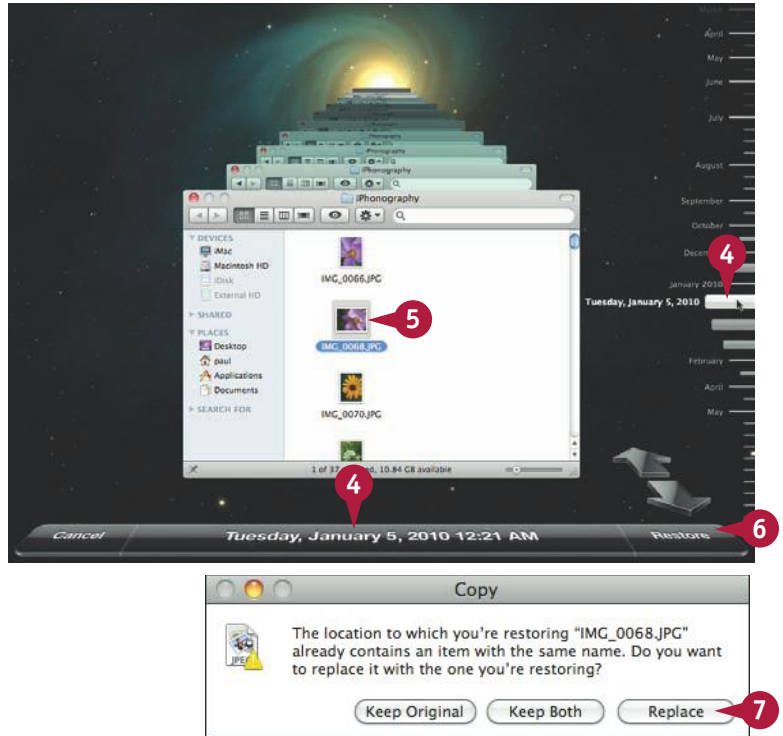 March
April
May
June
July
August
September
October
January 2010
Tuesday, January 5, 2010
February
April
May
4
iPhonography
iPhonography
iPhonography
iPhonography
DEVICES
iMac
Macintosh HD
iDisk
External HD
SHARED
PLACES
Desktop
paul
Applications
Documents
SEARCH FOR
IMG_0066.JPG
IMG_0068.JPG
5
IMG_0070.JPG
10.84 GB available
4
Cancel
Tuesday, January 5, 2010 12:21 AM
Restore
6
Copy
JPEG
The location to which you're restoring “IMG_0068.JPG”
already contains an item with the same name. Do you want
to replace it with the one you're restoring?
Keep Original
Keep Both
Replace
7